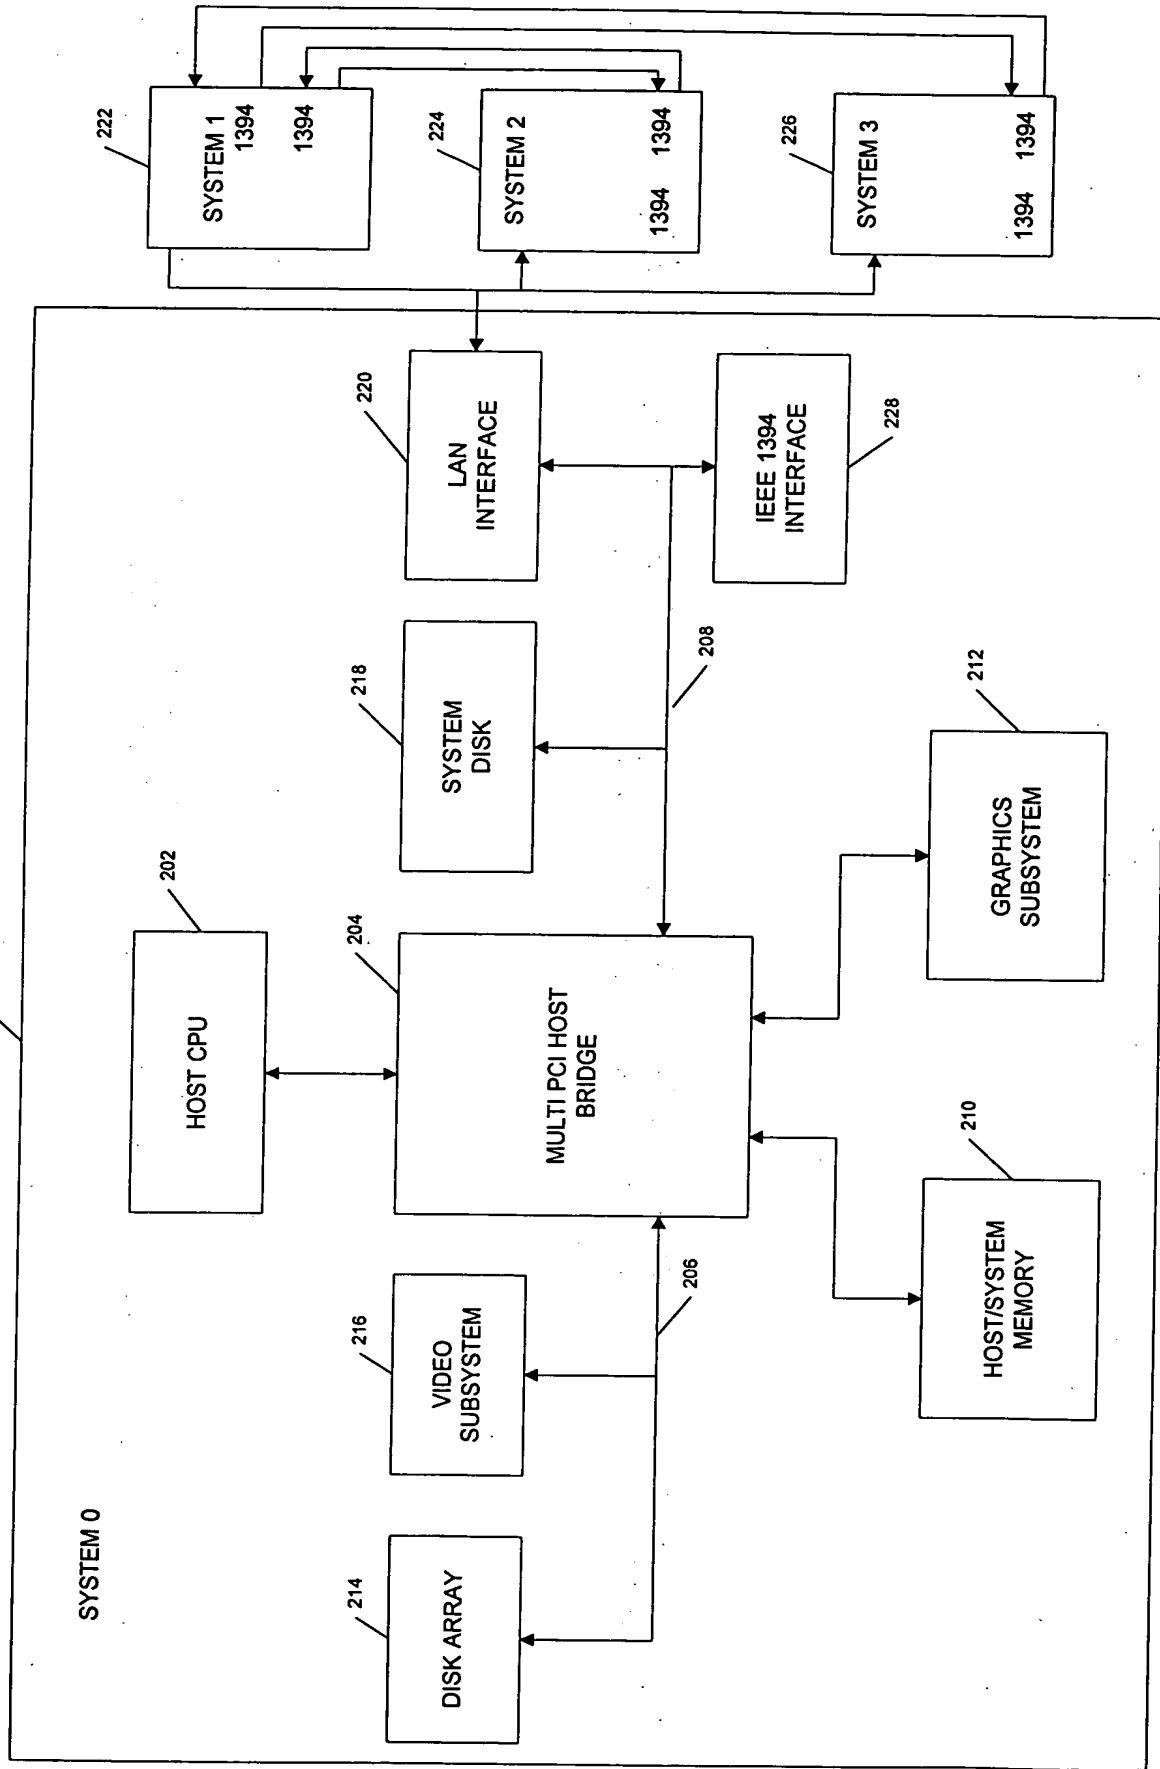 SYSTEM 0
HOST CPU
202
DISK ARRAY
214
VIDEO
SUBSYSTEM
216
206
MULTI PCI HOST
BRIDGE
204
SYSTEM
DISK
218
208
LAN
INTERFACE
220
IEEE 1394
INTERFACE
228
HOST/SYSTEM
MEMORY
210
GRAPHICS
SUBSYSTEM
212
SYSTEM 1
1394
1394
222
SYSTEM 2
1394
1394
224
SYSTEM 3
1394
1394
226